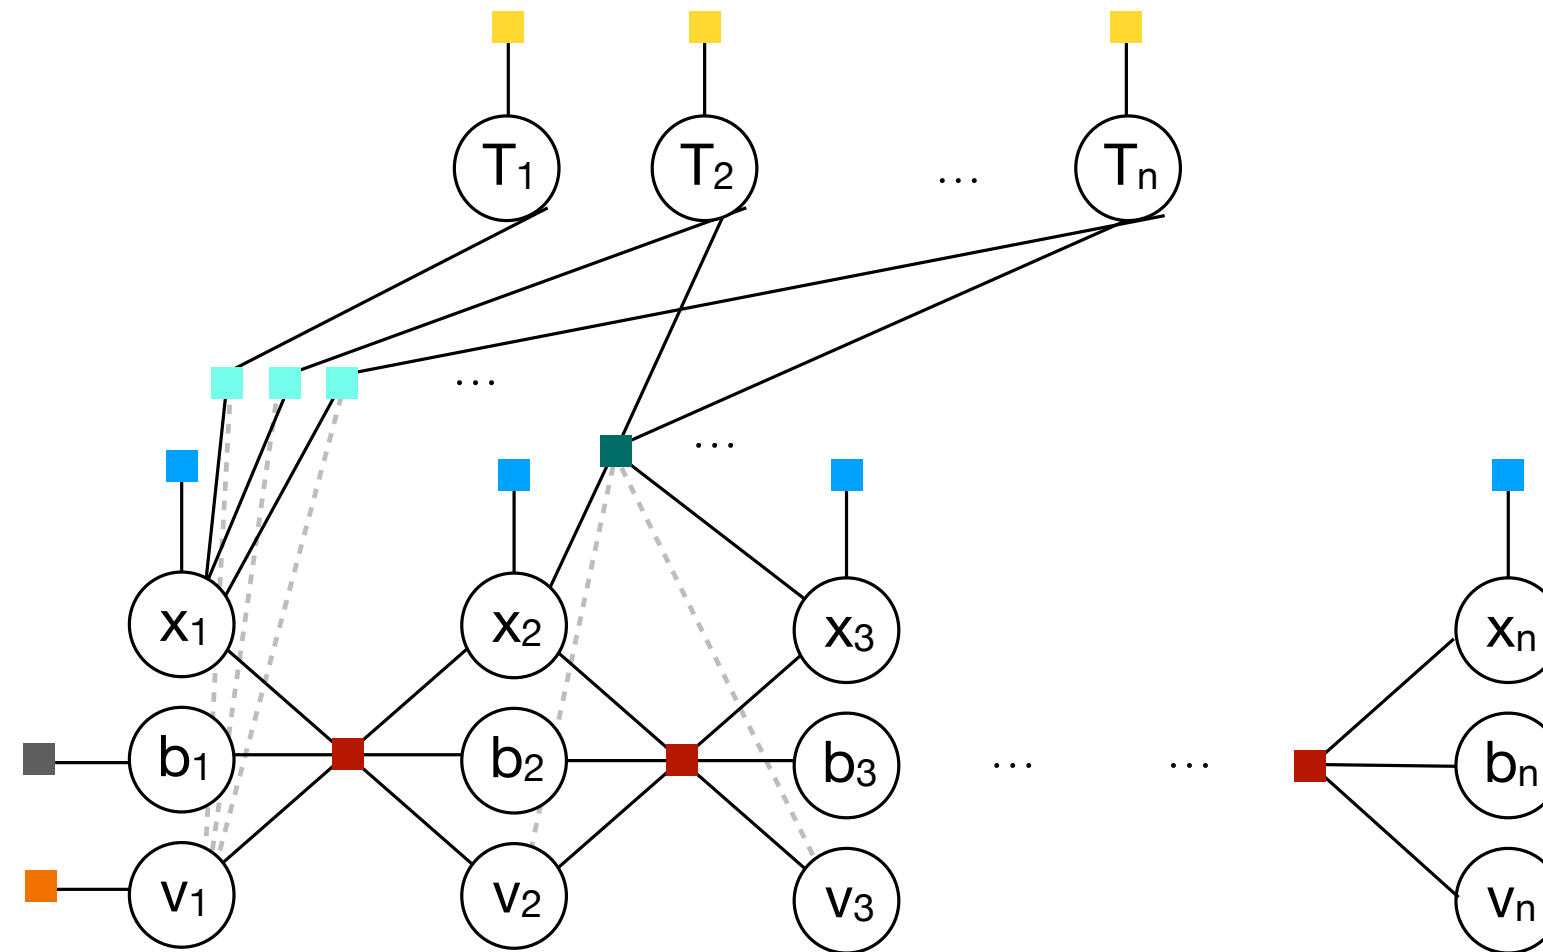 T₁ T₂ ... Tₙ
...
...
x₁ x₂ x₃ xₙ
b₁ b₂ b₃ ... ... bₙ
v₁ v₂ v₃ vₙ